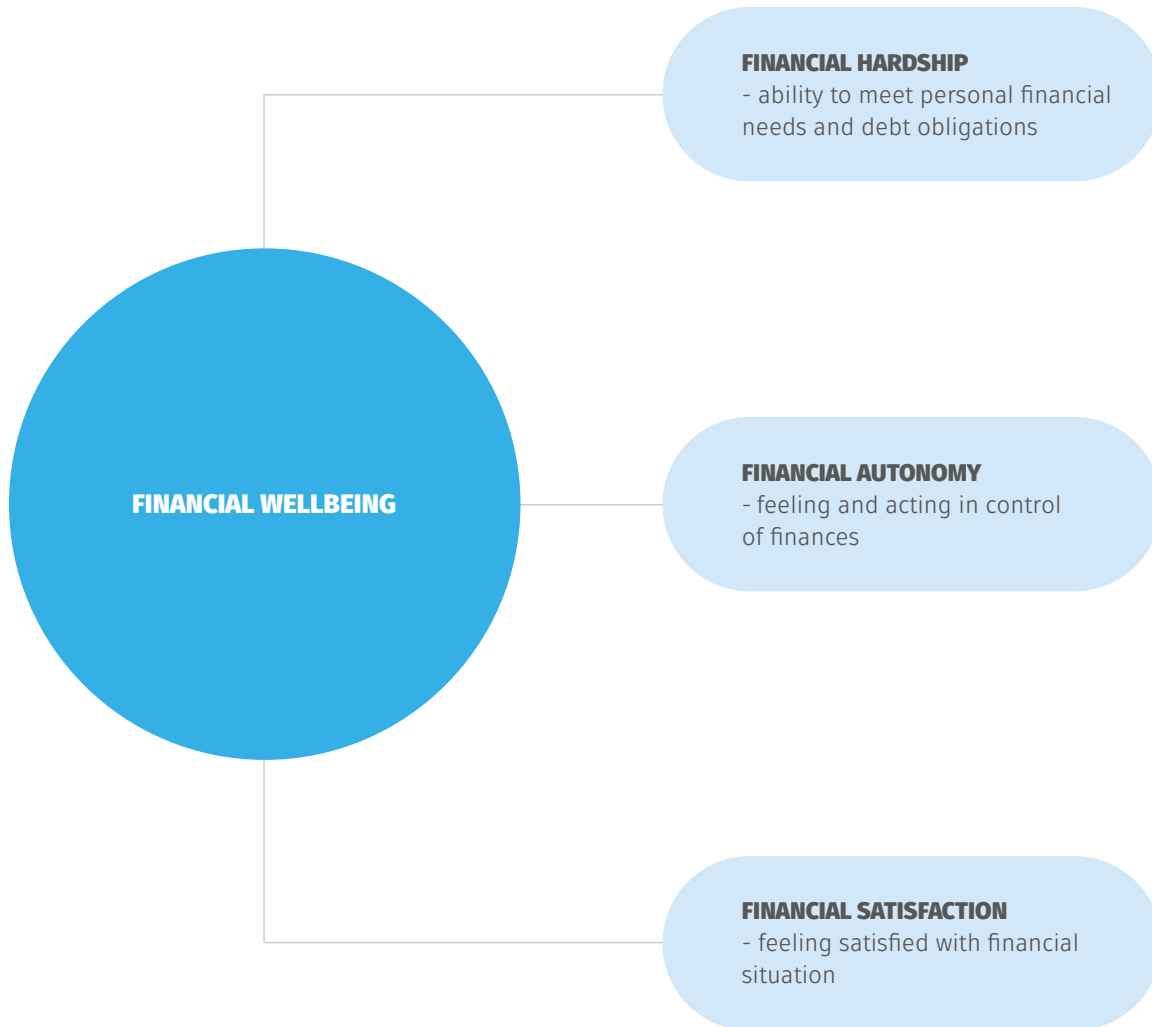 FINANCIAL HARDSHIP
- ability to meet personal financial
needs and debt obligations
FINANCIAL WELLBEING
FINANCIAL AUTONOMY
- feeling and acting in control
of finances
FINANCIAL SATISFACTION
- feeling satisfied with financial
situation